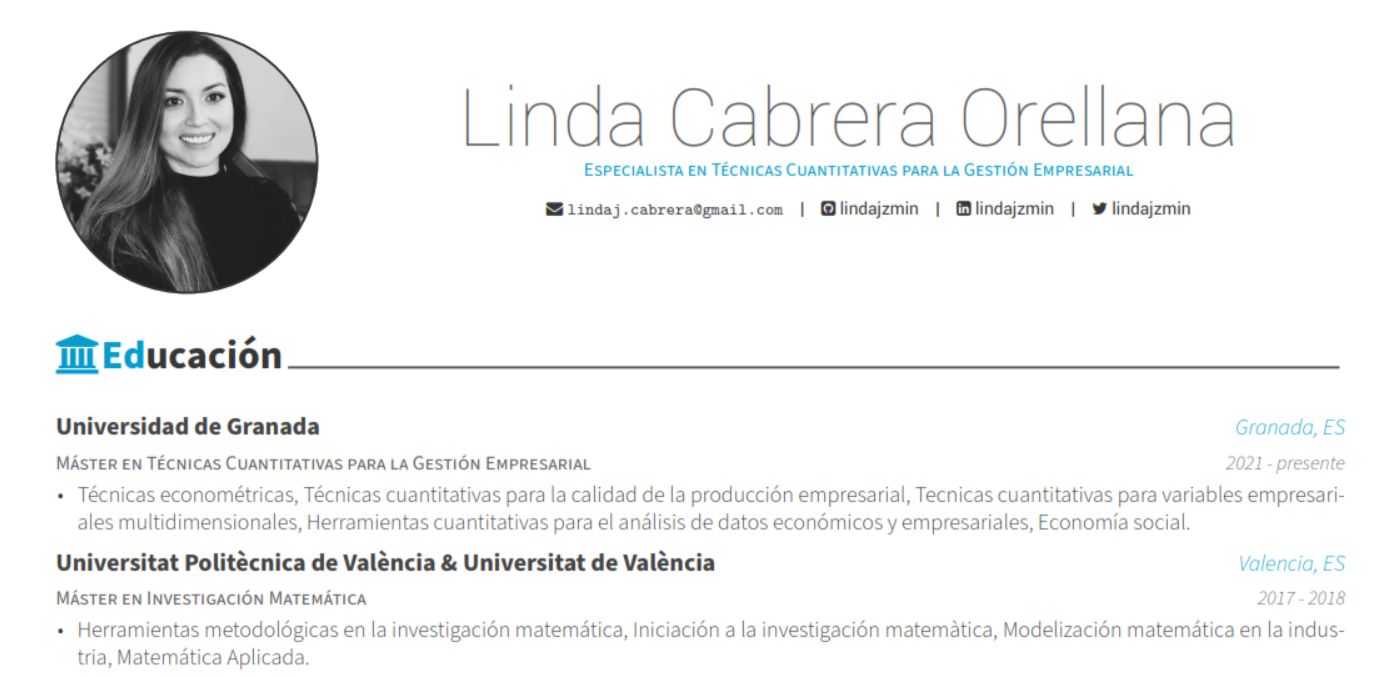 Linda Cabrera Orellana
Especialista en Técnicas Cuantitativas para la Gestión Empresarial
lindaj.cabrera@gmail.com | lindajzmin | lindajzmin | lindajzmin
Educación
Universidad de Granada Granada, ES
Máster en Técnicas Cuantitativas para la Gestión Empresarial 2021 - presente
• Técnicas econométricas, Técnicas cuantitativas para la calidad de la producción empresarial, Tecnicas cuantitativas para variables empresari-
ales multidimensionales, Herramientas cuantitativas para el análisis de datos económicos y empresariales, Economía social.
Universitat Politècnica de València & Universitat de València Valencia, ES
Máster en Investigación Matemática 2017 - 2018
• Herramientas metodológicas en la investigación matemática, Iniciación a la investigación matemàtica, Modelización matemática en la indus-
tria, Matemática Aplicada.